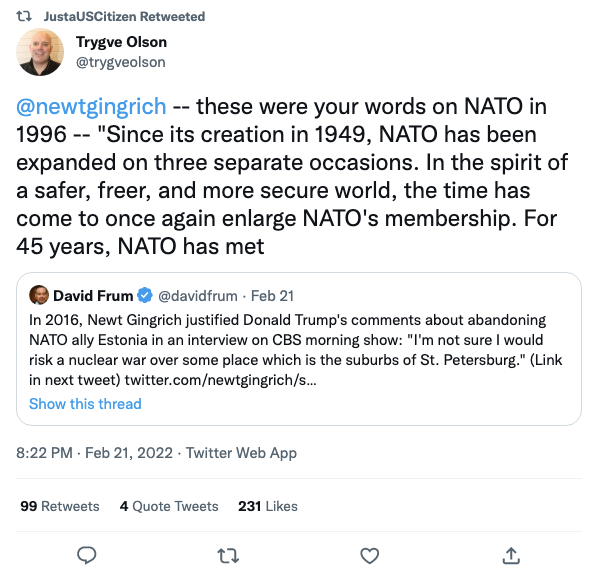 JustaUSCitizen Retweeted
Trygve Olson
@trygveolson
@newtgingrich -- these were your words on NATO in
1996 -- "Since its creation in 1949, NATO has been
expanded on three separate occasions. In the spirit of
a safer, freer, and more secure world, the time has
come to once again enlarge NATO's membership. For
45 years, NATO has met
David Frum @davidfrum · Feb 21
In 2016, Newt Gingrich justified Donald Trump's comments about abandoning
NATO ally Estonia in an interview on CBS morning show: "I'm not sure I would
risk a nuclear war over some place which is the suburbs of St. Petersburg." (Link
in next tweet) twitter.com/newtgingrich/s...
Show this thread
8:22 PM · Feb 21, 2022 · Twitter Web App
99 Retweets 4 Quote Tweets 231 Likes